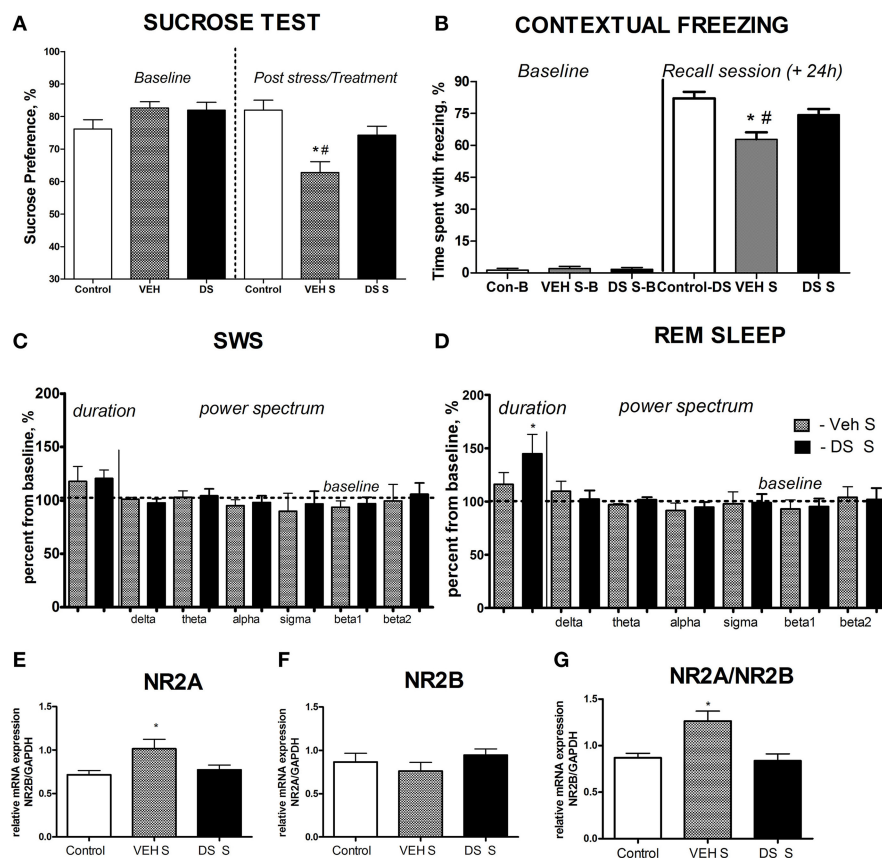 A
SUCROSE TEST
Sucrose Preference, %
100
90
80
70
60
50
40
30
Baseline
Post stress/Treatment
*#
Control
VEH
DS
Control
VEH S
DS S
B
CONTEXTUAL FREEZING
Time spent with freezing, %
90
75
60
45
30
15
0
Baseline
Recall session (+ 24h)
* #
Con-B
VEH S-B
DS S-B
Control-DS
VEH S
DS S
C
SWS
percent from baseline, %
200
150
100
50
0
duration
power spectrum
baseline
delta
theta
alpha
sigma
beta1
beta2
D
REM SLEEP
percent from baseline, %
200
150
100
50
0
duration
power spectrum
*
baseline
- Veh S
- DS S
delta
theta
alpha
sigma
beta1
beta2
E
NR2A
relative mRNA expression
NR2B/GAPDH
1.5
1.0
0.5
0.0
*
Control
VEH S
DS S
F
NR2B
relative mRNA expression
NR2A/GAPDH
1.5
1.0
0.5
0.0
Control
VEH S
DS S
G
NR2A/NR2B
relative mRNA expression
NR2B/GAPDH
1.5
1.0
0.5
0.0
*
Control
VEH S
DS S